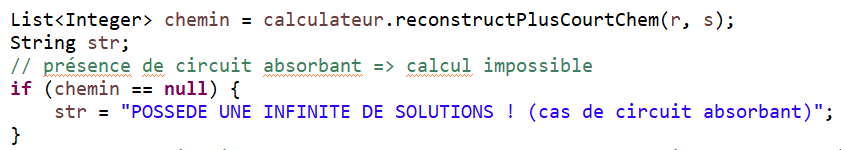 List<Integer> chemin = calculateur.reconstructPlusCourtChem(r, s);
String str;
// présence de circuit absorbant => calcul impossible
if (chemin == null) {
    str = "POSSEDE UNE INFINITE DE SOLUTIONS ! (cas de circuit absorbant)";
}